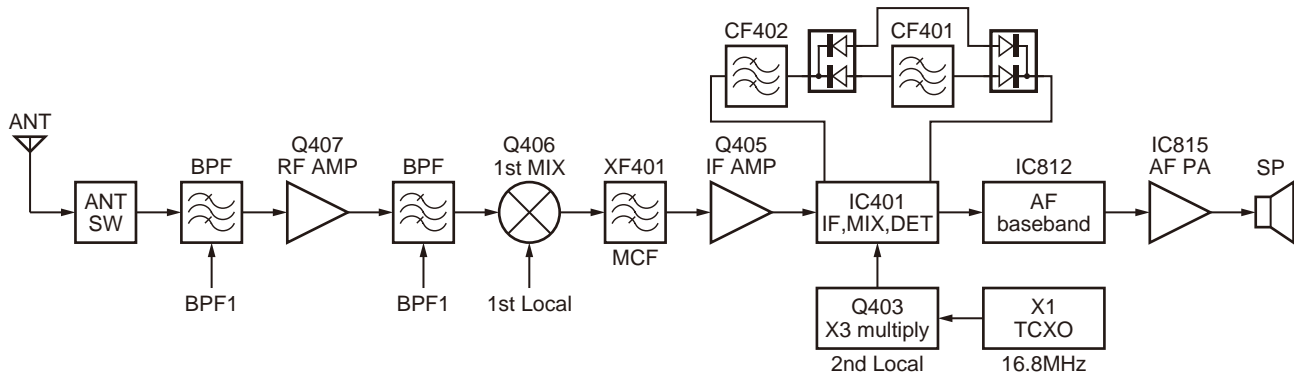 CF402
CF401
ANT
Q407
RF AMP
BPF
BPF
Q406
1st MIX
XF401
Q405
IF AMP
IC815
AF PA
IC812
SP
ANT
SW
IC401
IF,MIX,DET
AF
baseband
MCF
BPF1
BPF1
1st Local
Q403
X3 multiply
X1
TCXO
2nd Local
16.8MHz